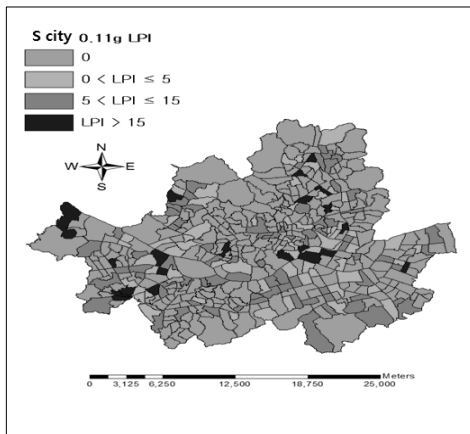 S city 0.11g LPI
0
0 < LPI ≤ 5
5 < LPI ≤ 15
LPI > 15
N
W E
S
Meters
0 3,125 6,250 12,500 18,750 25,000